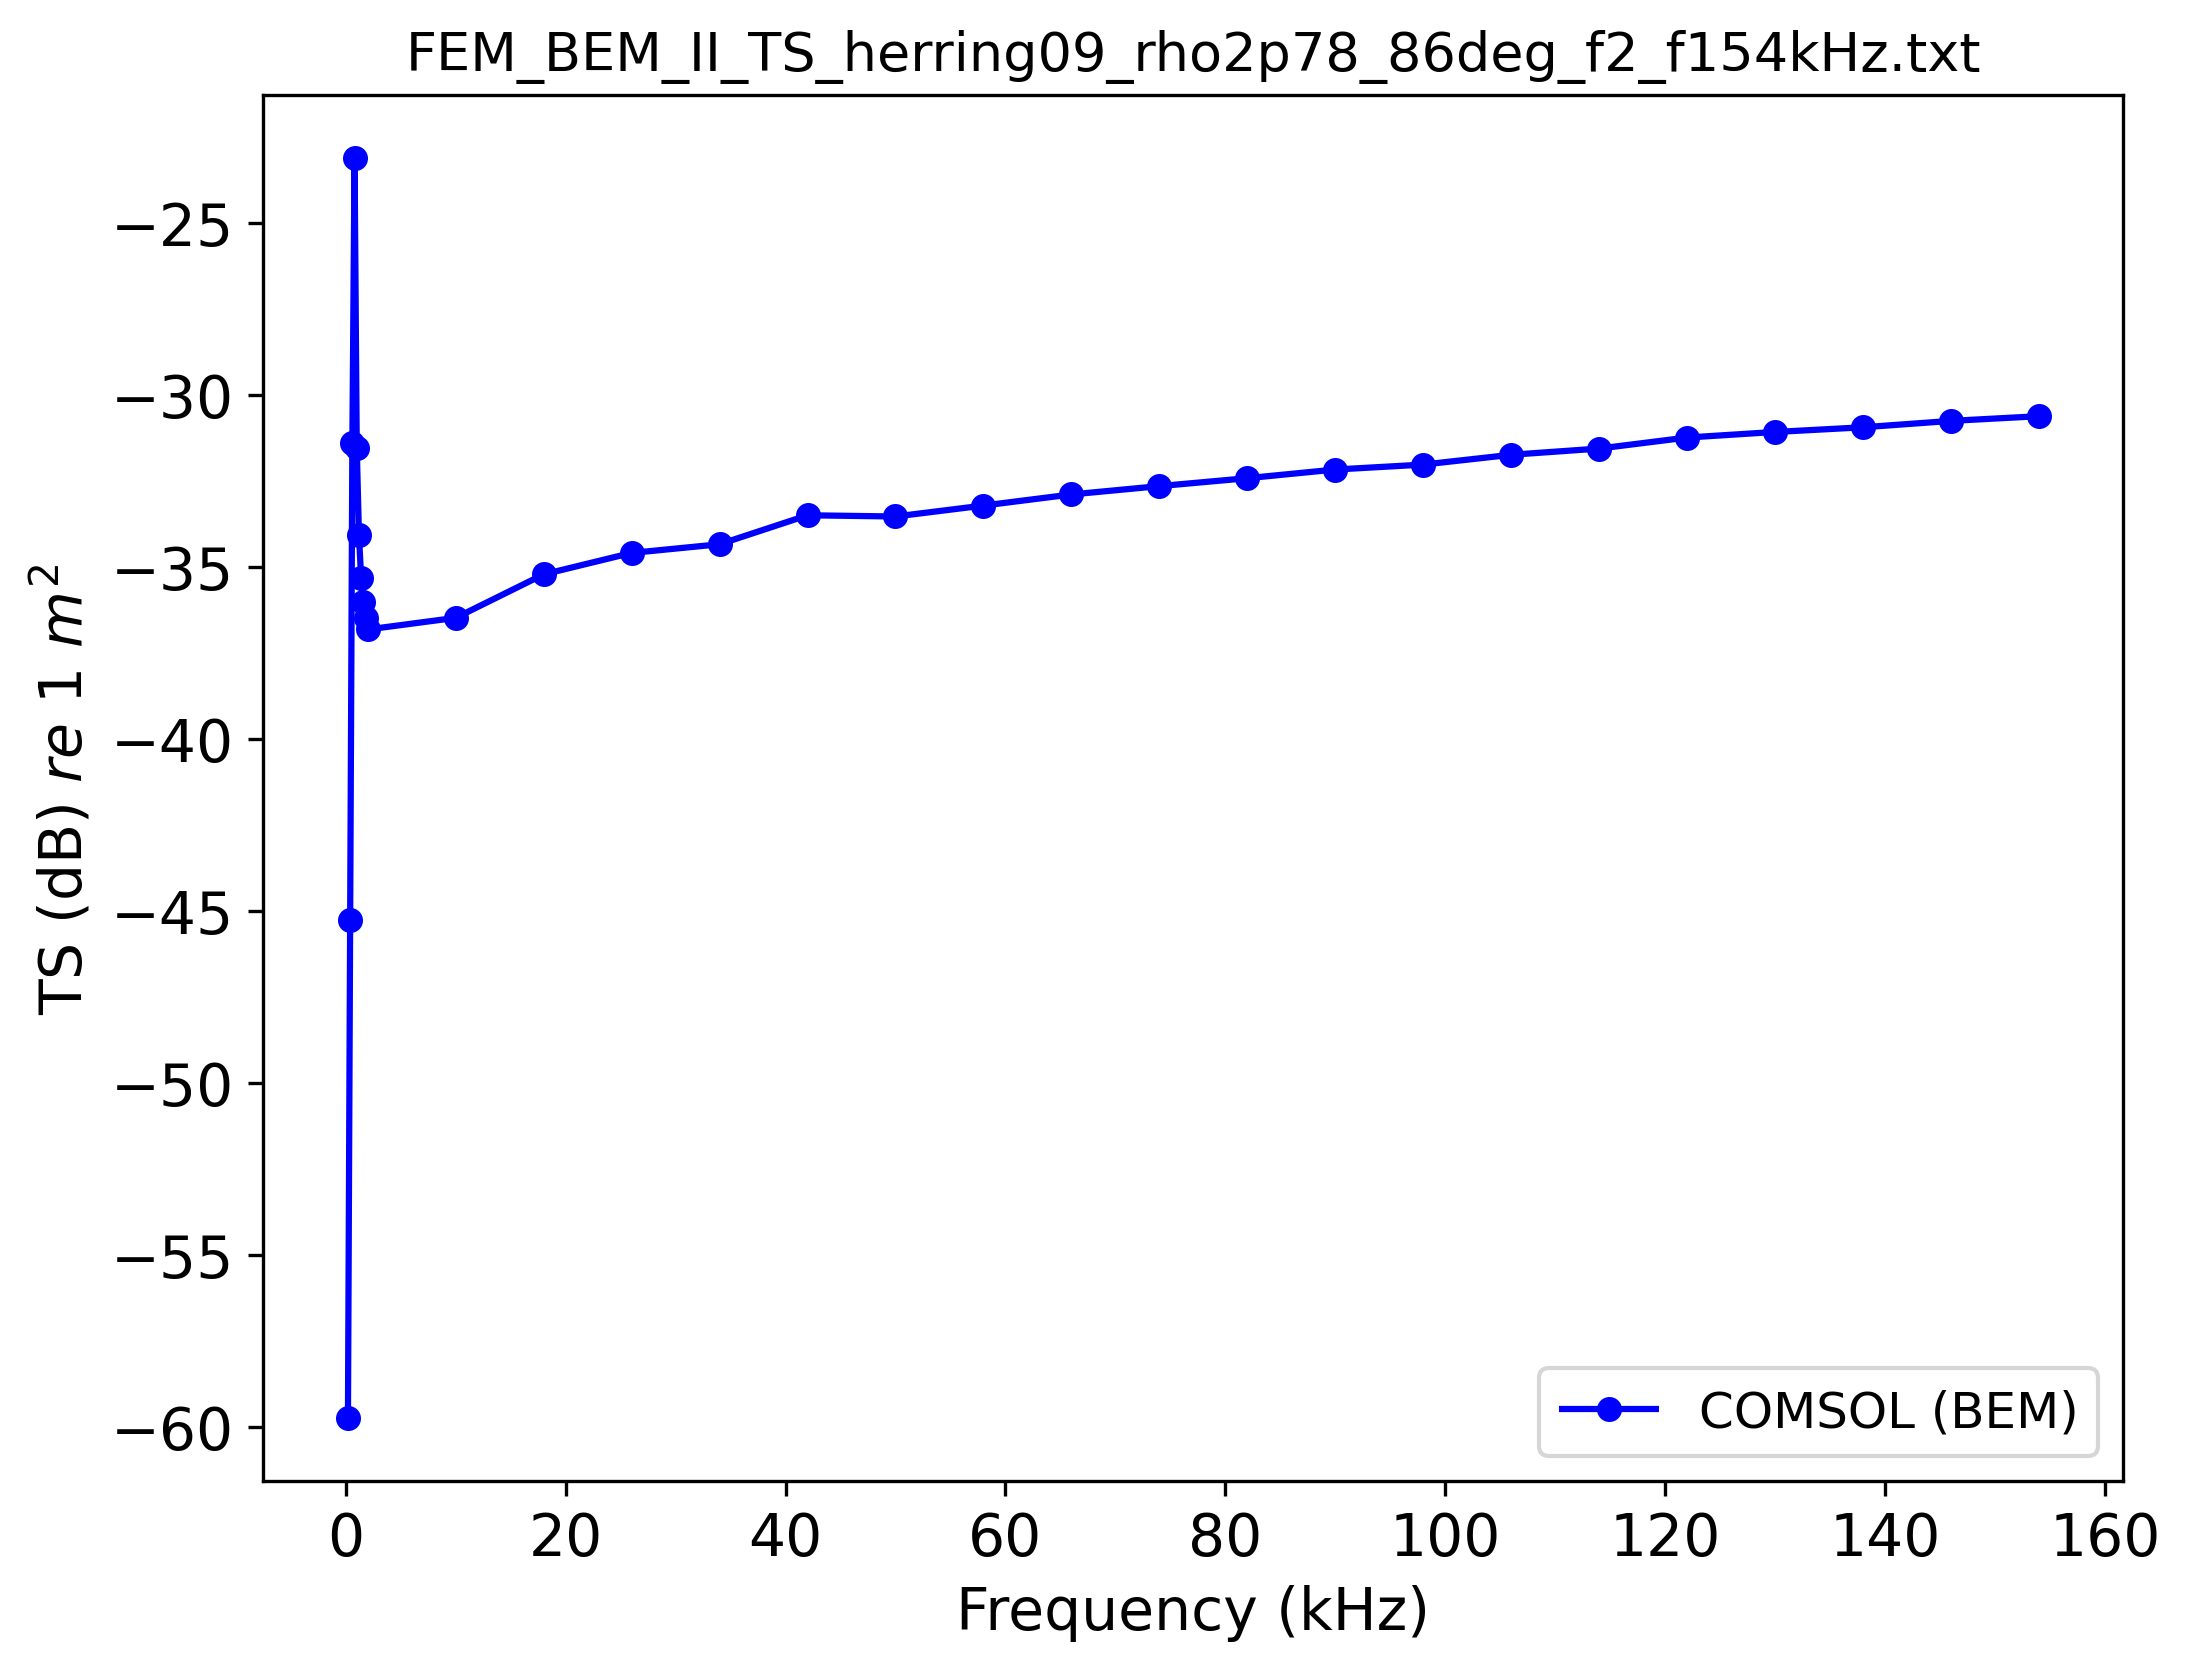 FEM_BEM_II_TS_herring09_rho2p78_86deg_f2_f154kHz.txt
TS (dB) re 1 m²
−25
−30
−35
−40
−45
−50
−55
−60
COMSOL (BEM)
0 20 40 60 80 100 120 140 160
Frequency (kHz)